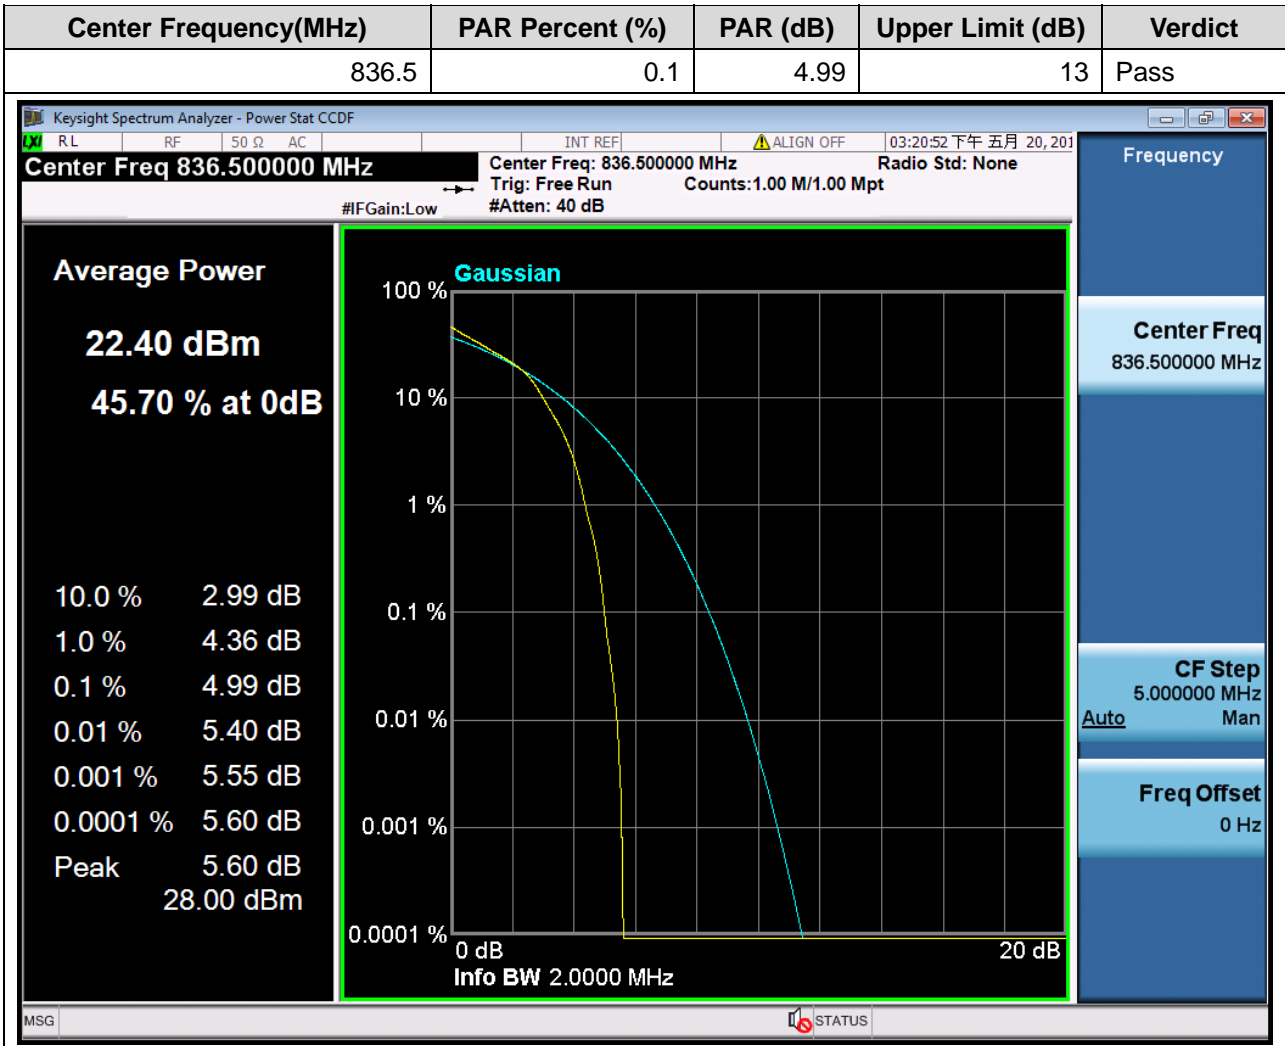 Center Frequency(MHz) PAR Percent (%) PAR (dB) Upper Limit (dB) Verdict
836.5 0.1 4.99 13 Pass
Keysight Spectrum Analyzer - Power Stat CCDF
LXI RL RF 50 Ω AC INT REF ALIGN OFF 03:20:52 下午 五月 20, 201
Center Freq 836.500000 MHz
Center Freq: 836.500000 MHz Radio Std: None
Trig: Free Run Counts:1.00 M/1.00 Mpt
#IFGain:Low #Atten: 40 dB
Average Power
22.40 dBm
45.70 % at 0dB
10.0 % 2.99 dB
1.0 % 4.36 dB
0.1 % 4.99 dB
0.01 % 5.40 dB
0.001 % 5.55 dB
0.0001 % 5.60 dB
Peak 5.60 dB
28.00 dBm
Gaussian
100 %
10 %
1 %
0.1 %
0.01 %
0.001 %
0.0001 %
0 dB 20 dB
Info BW 2.0000 MHz
Frequency
Center Freq
836.500000 MHz
CF Step
5.000000 MHz
Auto Man
Freq Offset
0 Hz
MSG STATUS